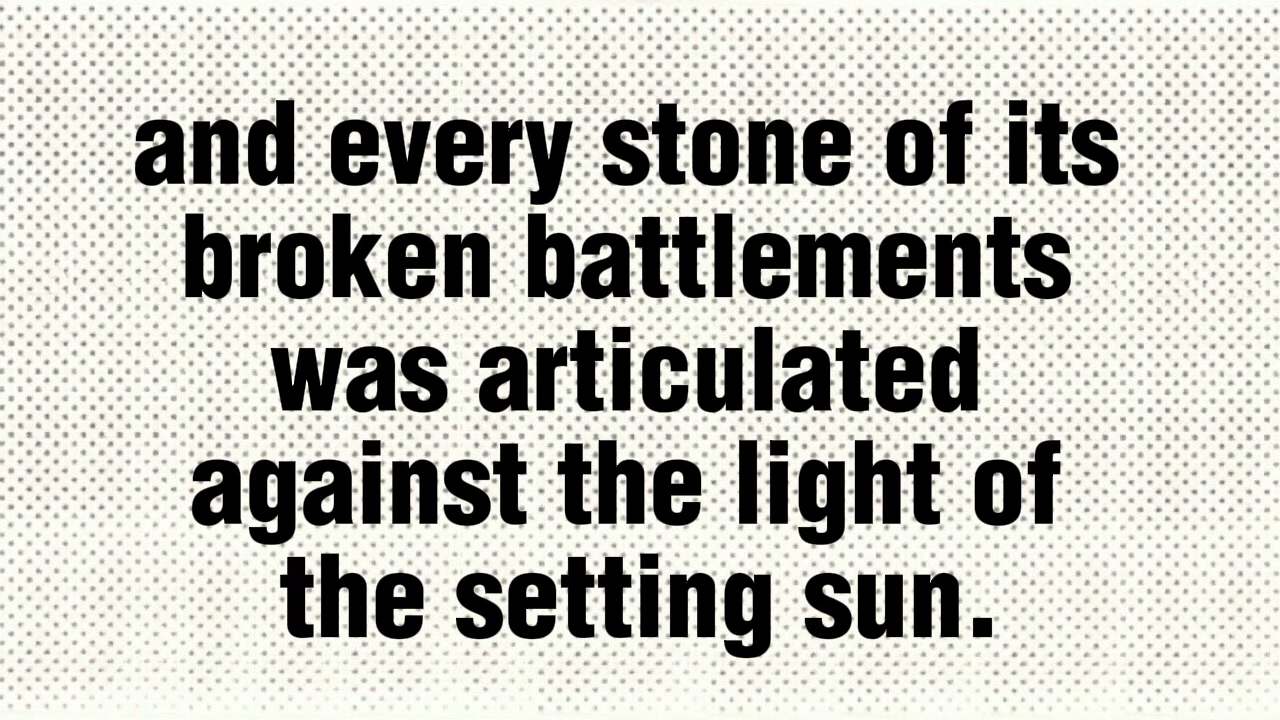 and every stone of its
broken battlements
was articulated
against the light of
the setting sun.